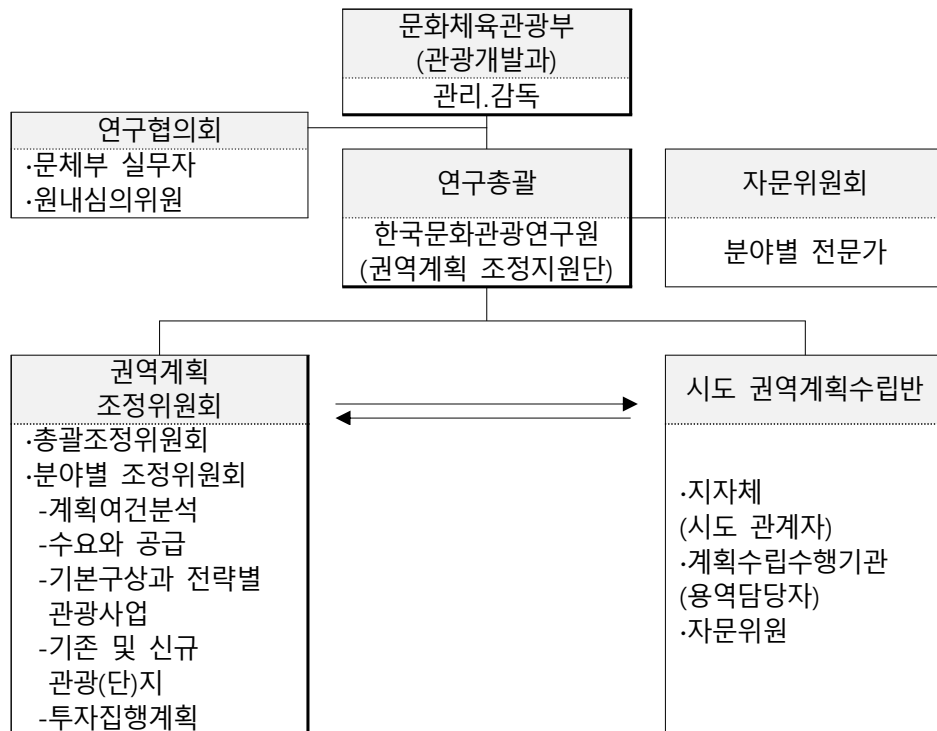 문화체육관광부
(관광개발과)
관리.감독
연구협의회
·문체부 실무자
·원내심의위원
연구총괄
한국문화관광연구원
(권역계획 조정지원단)
자문위원회
분야별 전문가
권역계획
조정위원회
·총괄조정위원회
·분야별 조정위원회
-계획여건분석
-수요와 공급
-기본구상과 전략별
관광사업
-기존 및 신규
관광(단)지
-투자집행계획
시도 권역계획수립반
·지자체
(시도 관계자)
·계획수립수행기관
(용역담당자)
·자문위원